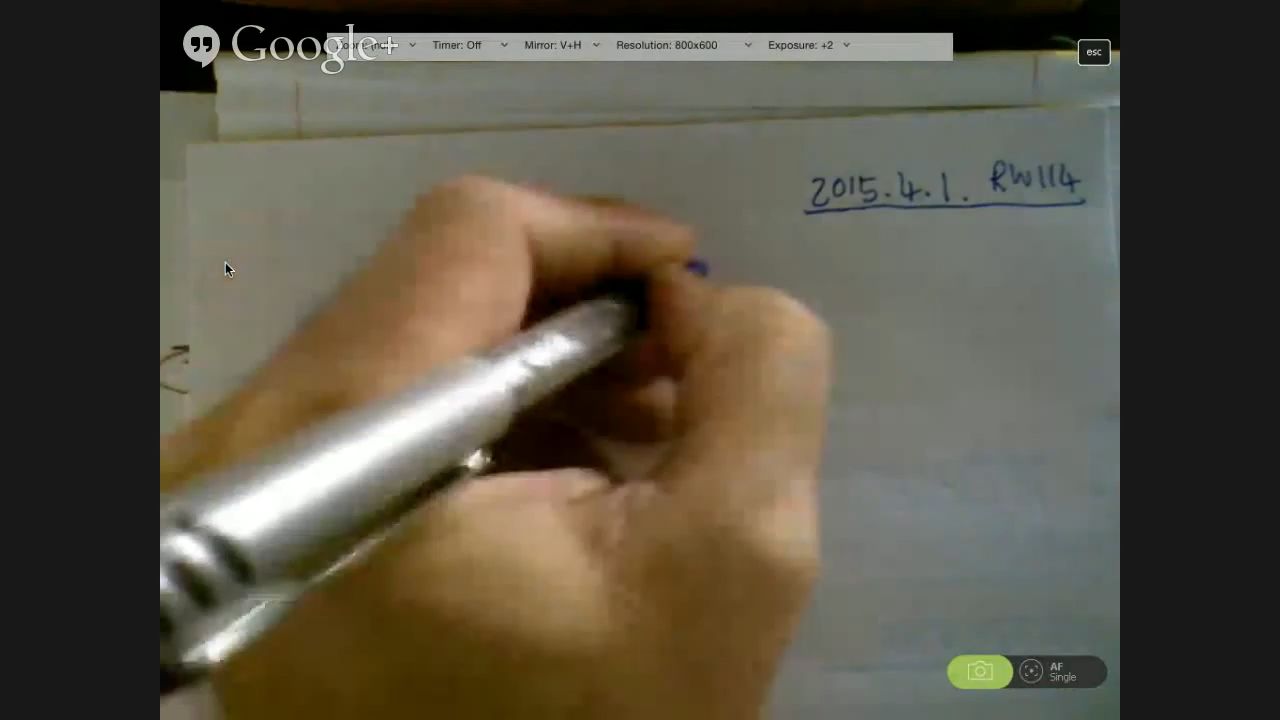 Google+
Timer: Off Mirror: V+H Resolution: 800x600 Exposure: +2
esc
2015.4.1. RW114
AF
Single